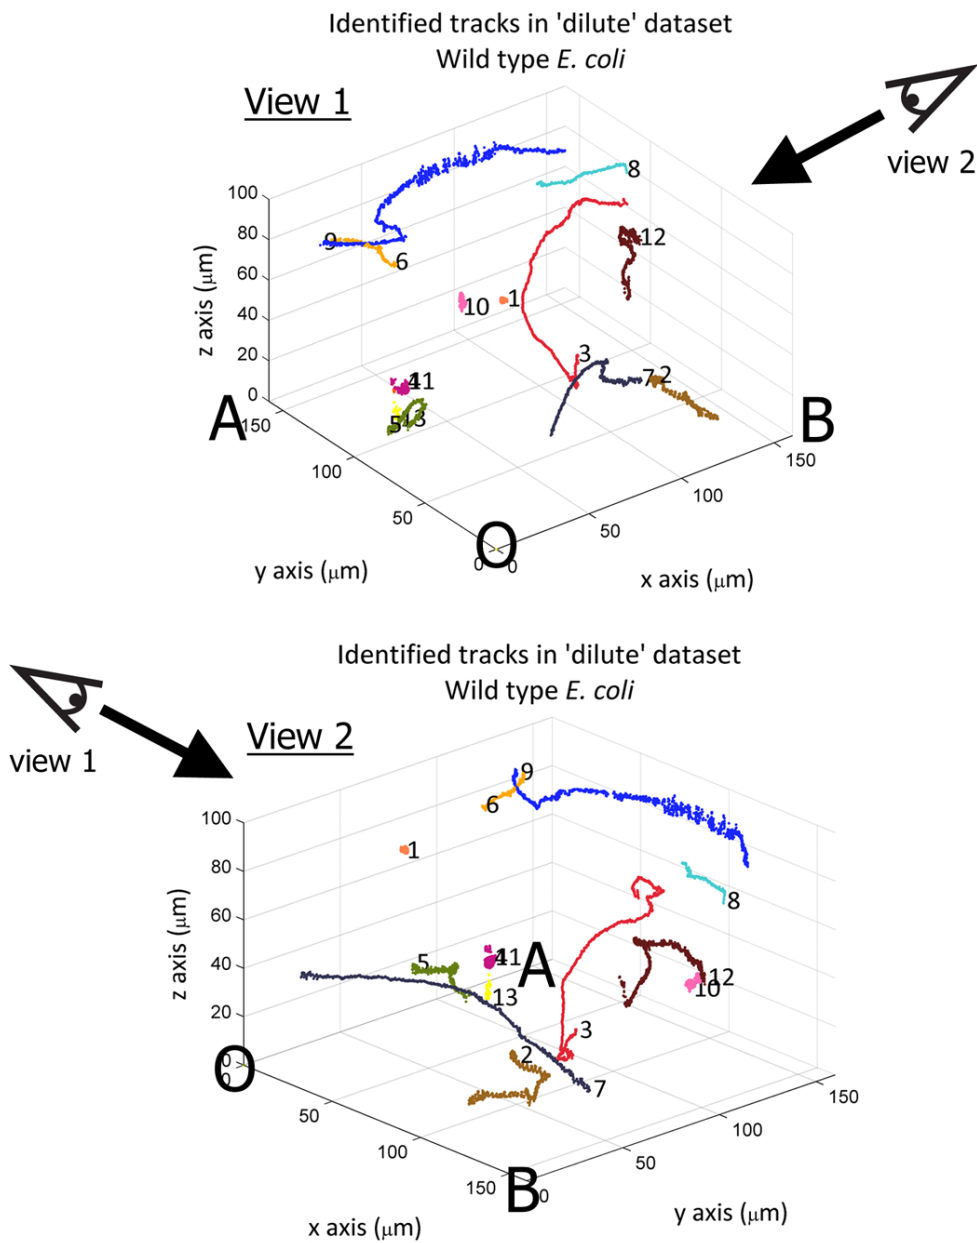 Identified tracks in 'dilute' dataset
Wild type E. coli
View 1
view 2
100
80
60
40
20
0
z axis (μm)
A
150
100
50
0
y axis (μm)
O
0
50
100
150
x axis (μm)
B
8
12
9
6
10
1
3
7
2
11
5
13
Identified tracks in 'dilute' dataset
Wild type E. coli
view 1
View 2
100
80
60
40
20
0
z axis (μm)
O
0
50
100
150
x axis (μm)
B
0
50
100
150
y axis (μm)
A
9
6
1
8
5
4
11
13
12
10
3
2
7